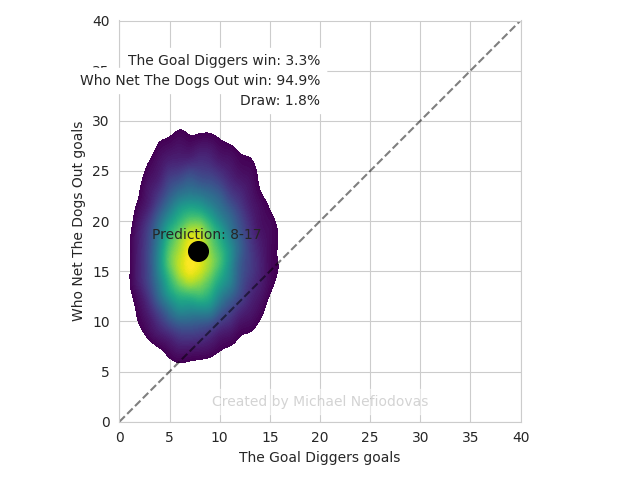 The Goal Diggers win: 3.3%
Who Net The Dogs Out win: 94.9%
Draw: 1.8%
40
35
30
25
20
15
10
5
0
Who Net The Dogs Out goals
Prediction: 8-17
Created by Michael Nefiodovas
0 5 10 15 20 25 30 35 40
The Goal Diggers goals